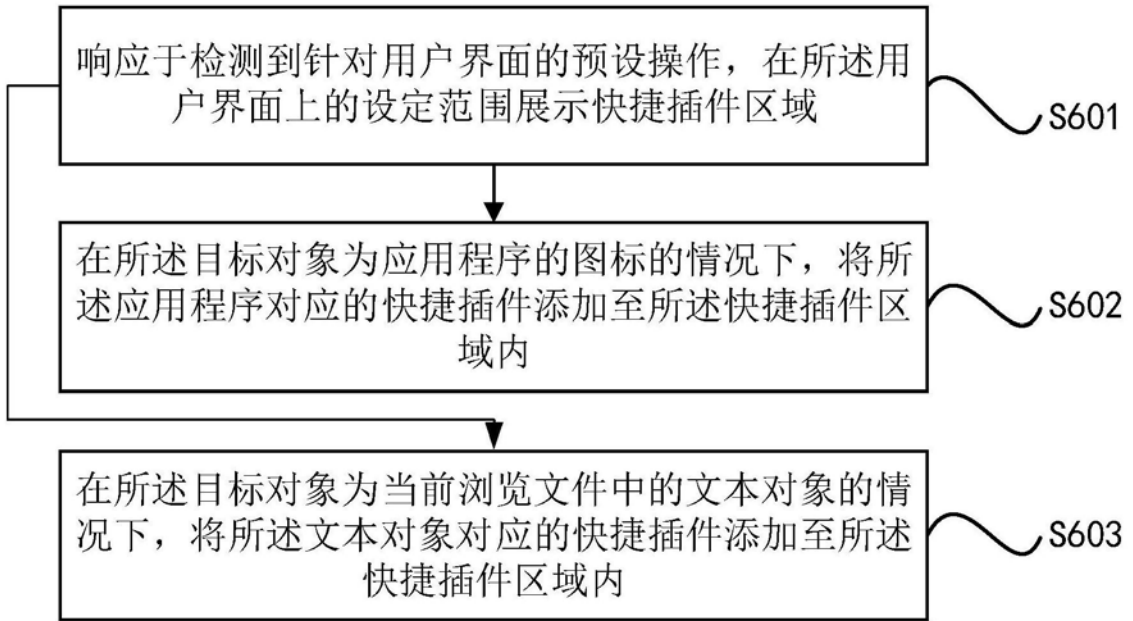 响应于检测到针对用户界面的预设操作，在所述用
户界面上的设定范围展示快捷插件区域
S601
在所述目标对象为应用程序的图标的情况下，将所
述应用程序对应的快捷插件添加至所述快捷插件区
域内
S602
在所述目标对象为当前浏览文件中的文本对象的情
况下，将所述文本对象对应的快捷插件添加至所述
快捷插件区域内
S603